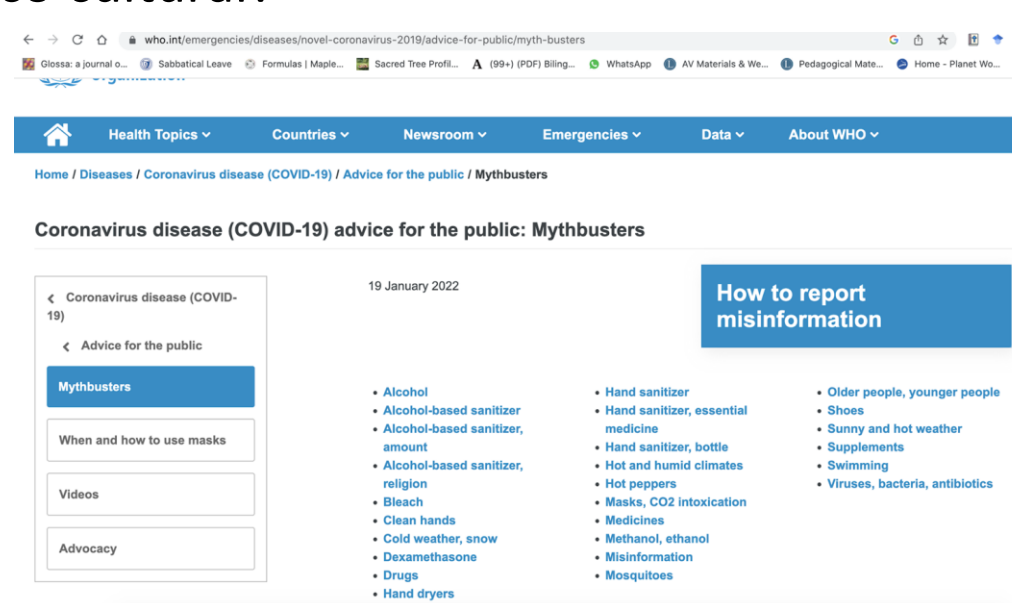 who.int/emergencies/diseases/novel-coronavirus-2019/advice-for-public/myth-busters
Glossa: a journal o... Sabbatical Leave Formulas | Maple... Sacred Tree Profil... (99+) (PDF) Biling... WhatsApp AV Materials & We... Pedagogical Mate... Home - Planet Wo...
Organization
Health Topics Countries Newsroom Emergencies Data About WHO
Home / Diseases / Coronavirus disease (COVID-19) / Advice for the public / Mythbusters
Coronavirus disease (COVID-19) advice for the public: Mythbusters
Coronavirus disease (COVID-
19)
Advice for the public
Mythbusters
When and how to use masks
Videos
Advocacy
19 January 2022
How to report
misinformation
• Alcohol
• Alcohol-based sanitizer
• Alcohol-based sanitizer,
amount
• Alcohol-based sanitizer,
religion
• Bleach
• Clean hands
• Cold weather, snow
• Dexamethasone
• Drugs
• Hand dryers
• Hand sanitizer
• Hand sanitizer, essential
medicine
• Hand sanitizer, bottle
• Hot and humid climates
• Hot peppers
• Masks, CO2 intoxication
• Medicines
• Methanol, ethanol
• Misinformation
• Mosquitoes
• Older people, younger people
• Shoes
• Sunny and hot weather
• Supplements
• Swimming
• Viruses, bacteria, antibiotics